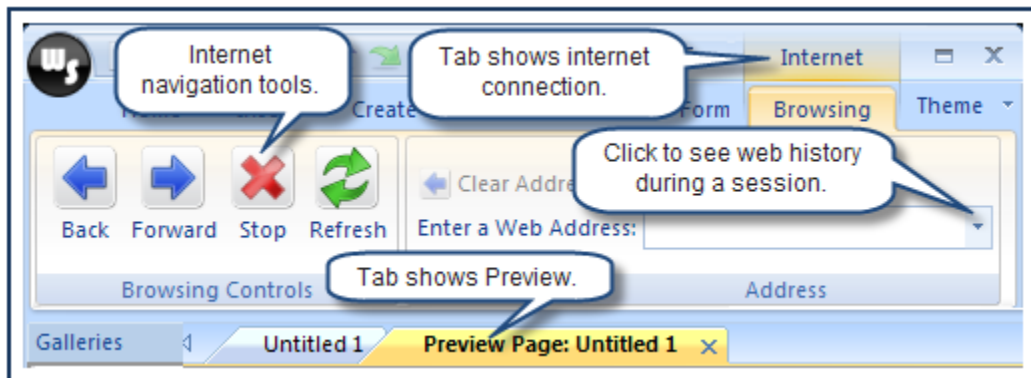 Internet
navigation tools.
Tab shows internet
connection.
Internet
WS
Create
Form
Browsing
Theme
Click to see web history
during a session.
Clear
Back
Forward
Stop
Refresh
Enter a Web Address:
Tab shows Preview.
Browsing Controls
Address
Galleries
Untitled 1
Preview Page: Untitled 1